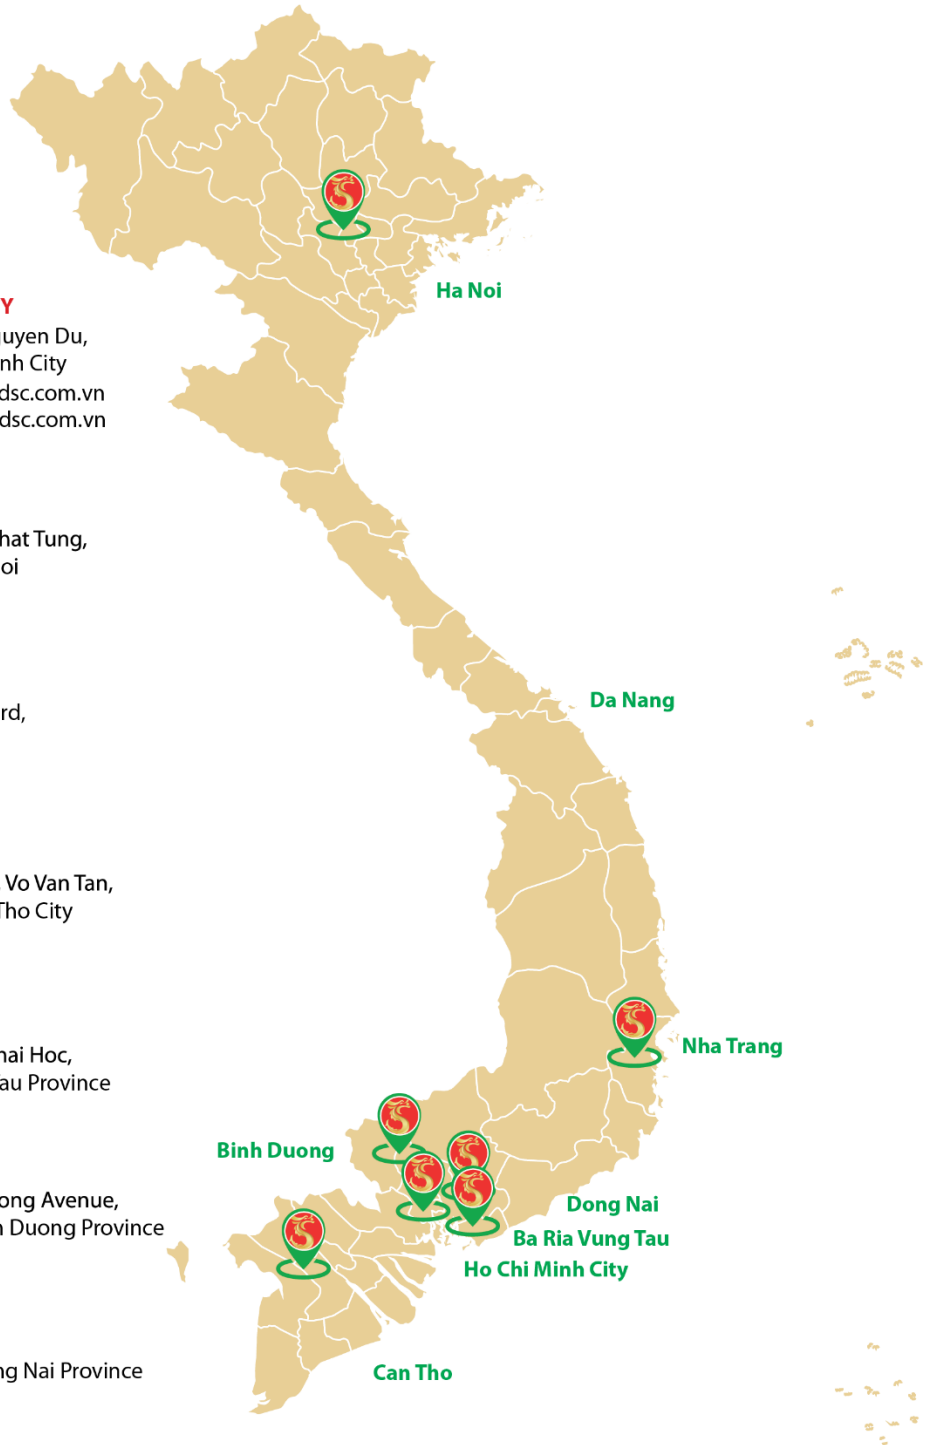 Y
guyen Du,
nh City
dsc.com.vn
dsc.com.vn
hat Tung,
oi
rd,
Vo Van Tan,
Tho City
hai Hoc,
Tau Province
ong Avenue,
h Duong Province
ng Nai Province
Ha Noi
Da Nang
Nha Trang
Binh Duong
Dong Nai
Ba Ria Vung Tau
Ho Chi Minh City
Can Tho